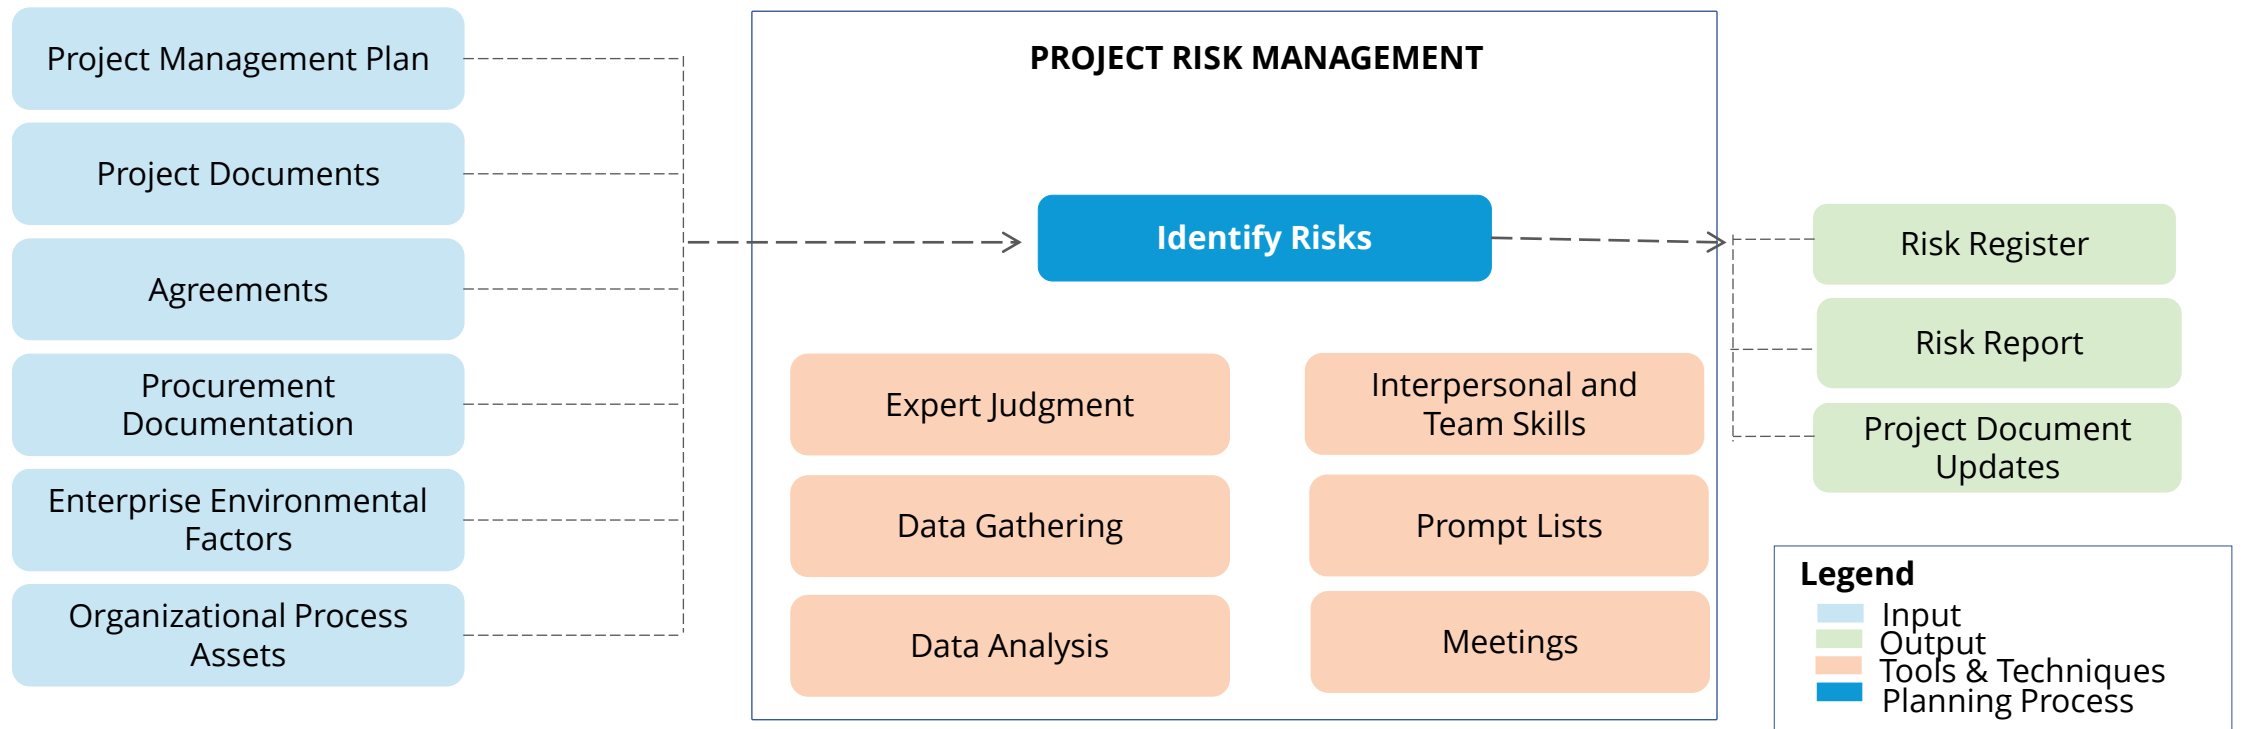 Project Management Plan
Project Documents
Agreements
Procurement
Documentation
Enterprise Environmental
Factors
Organizational Process
Assets
PROJECT RISK MANAGEMENT
Identify Risks
Expert Judgment
Interpersonal and
Team Skills
Data Gathering
Prompt Lists
Data Analysis
Meetings
Risk Register
Risk Report
Project Document
Updates
Legend
Input
Output
Tools & Techniques
Planning Process